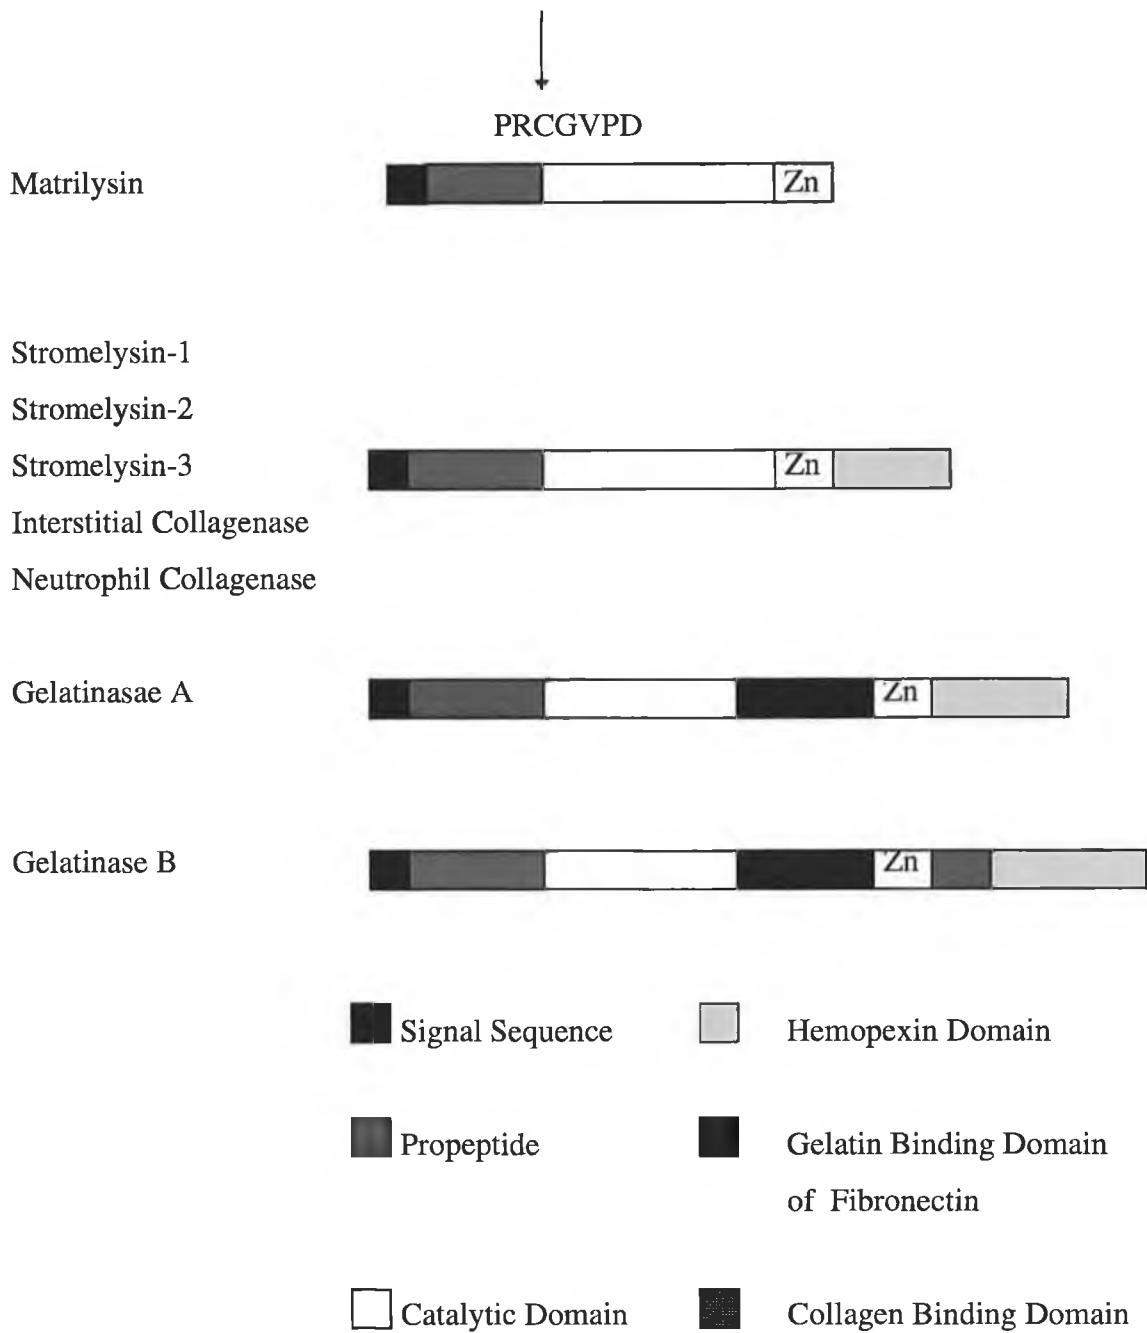 PRCGVPD
Matrilysin
Zn
Stromelysin-1
Stromelysin-2
Stromelysin-3
Zn
Interstitial Collagenase
Neutrophil Collagenase
Gelatinasae A
Zn
Gelatinase B
Zn
Signal Sequence
Hemopexin Domain
Propeptide
Gelatin Binding Domain
of Fibronectin
Catalytic Domain
Collagen Binding Domain